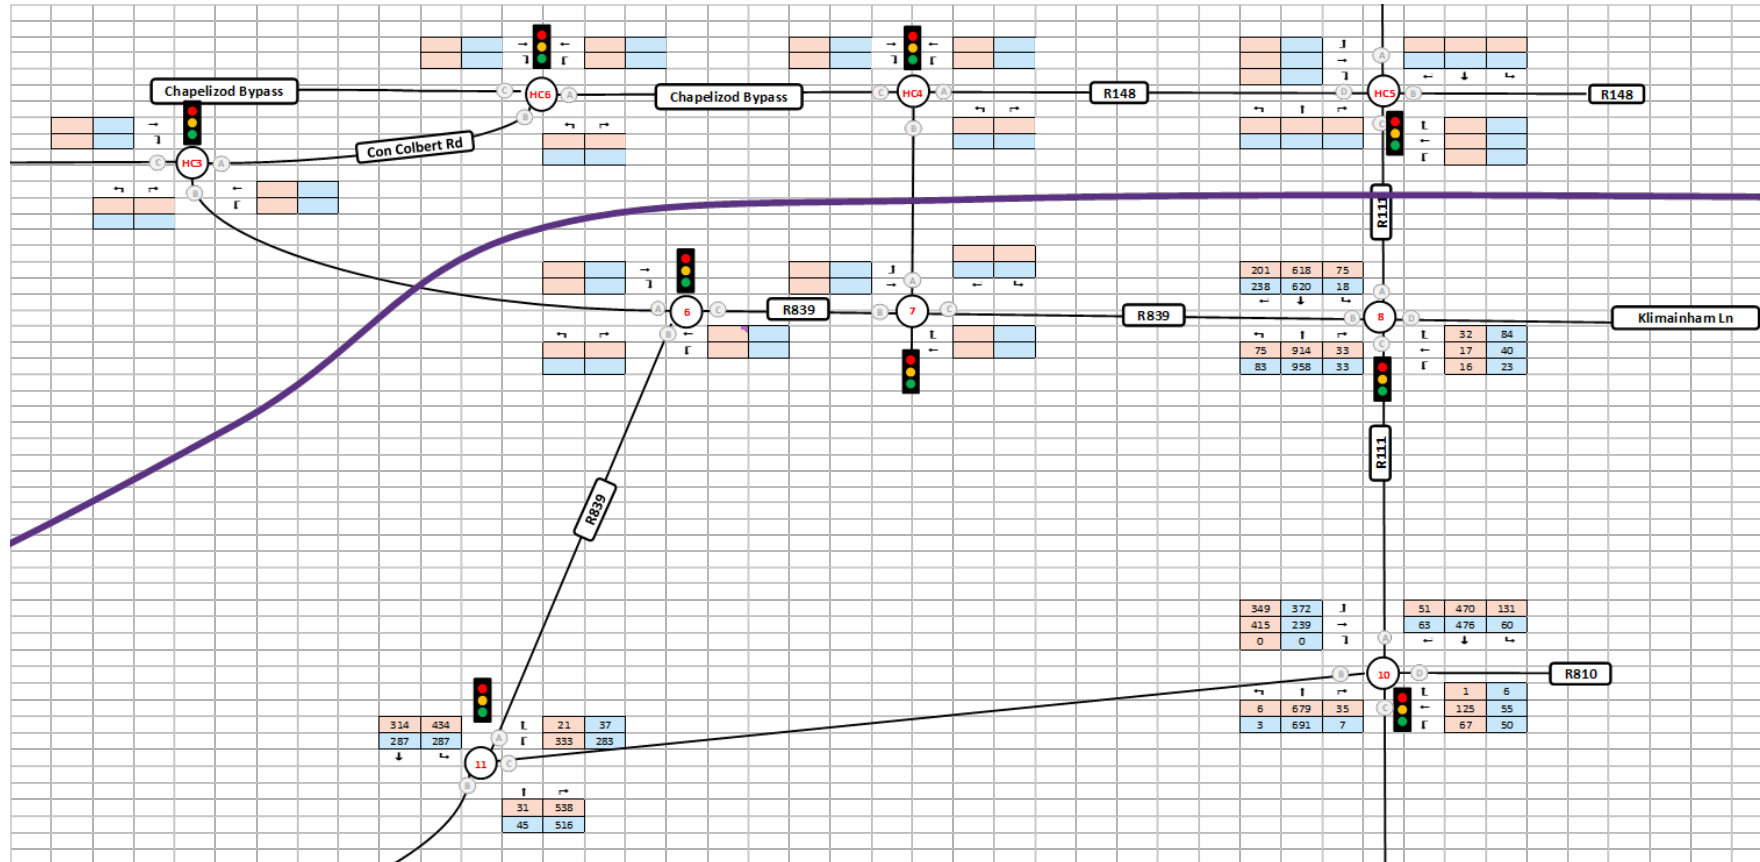 Chapelizod Bypass
C
HC6
A
B
Chapelizod Bypass
C
HC4
A
B
R148
A
D
HC5
B
C
R148
Con Colbert Rd
C
HC3
A
B
R111
A
6
C
B
R839
A
B
7
C
R839
201 618 75
238 620 18
A
B
8
D
C
Klimainham Ln
75 914 33
83 958 33
32 84
17 40
16 23
R111
R839
349 372
415 239
0 0
51 470 131
63 476 60
A
B
10
D
C
R810
6 679 35
3 691 7
1 6
125 55
67 50
314 434
287 287
21 37
333 283
A
11
C
B
31 538
45 516